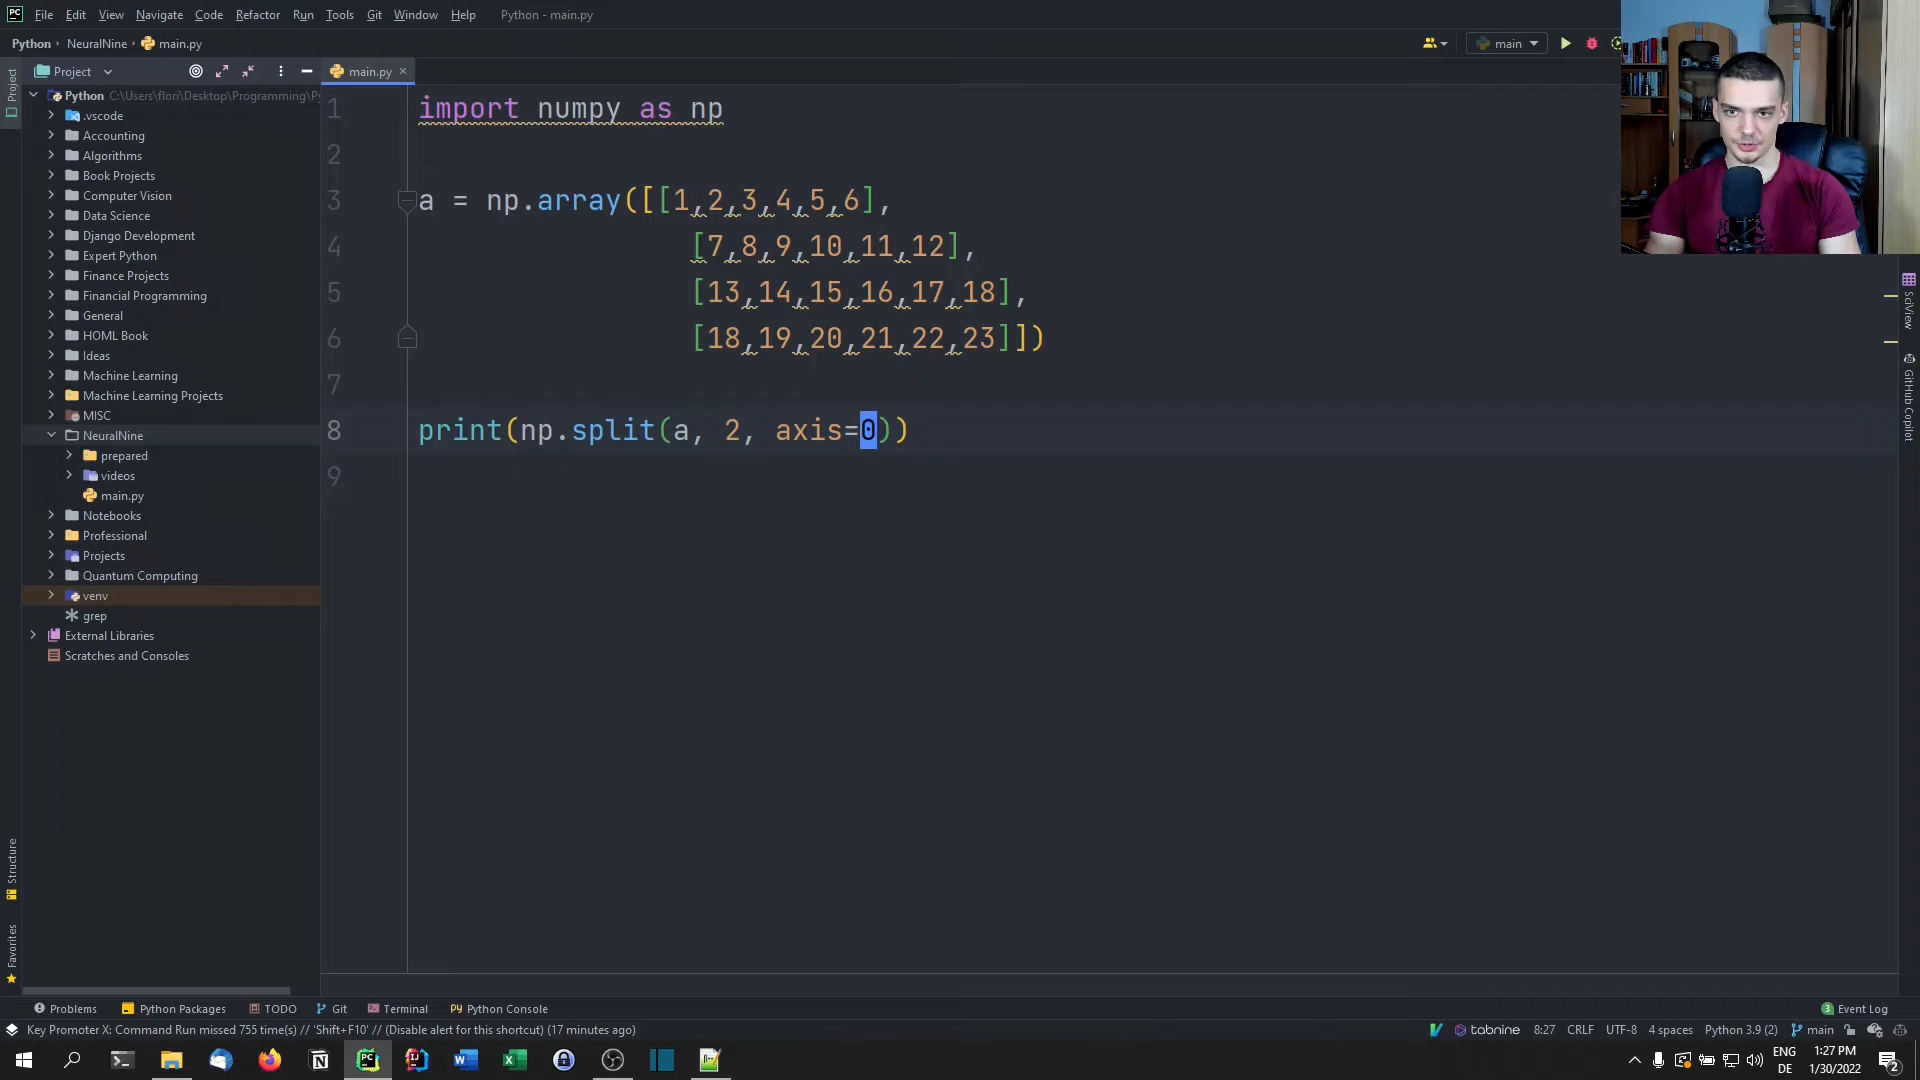 File Edit View Navigate Code Refactor Run Tools Git Window Help Python - main.py
Python NeuralNine main.py main
Project main.py
Project
Python C:\Users\flori\Desktop\Programming\Py
.vscode
Accounting
Algorithms
Book Projects
Computer Vision
Data Science
Django Development
Expert Python
Finance Projects
Financial Programming
General
HOML Book
Ideas
Machine Learning
Machine Learning Projects
MISC
NeuralNine
prepared
videos
main.py
Notebooks
Professional
Projects
Quantum Computing
venv
grep
External Libraries
Scratches and Consoles
Structure
Favorites
1 import numpy as np
2
3 a = np.array([[1,2,3,4,5,6],
4 [7,8,9,10,11,12],
5 [13,14,15,16,17,18],
6 [18,19,20,21,22,23]])
7
8 print(np.split(a, 2, axis=0))
9
SciView
GitHub Copilot
Problems Python Packages TODO Git Terminal Python Console Event Log
Key Promoter X: Command Run missed 755 time(s) // 'Shift+F10' // (Disable alert for this shortcut) (17 minutes ago) tabnine 8:27 CRLF UTF-8 4 spaces Python 3.9 (2) main
ENG 1:27 PM
DE 1/30/2022 2